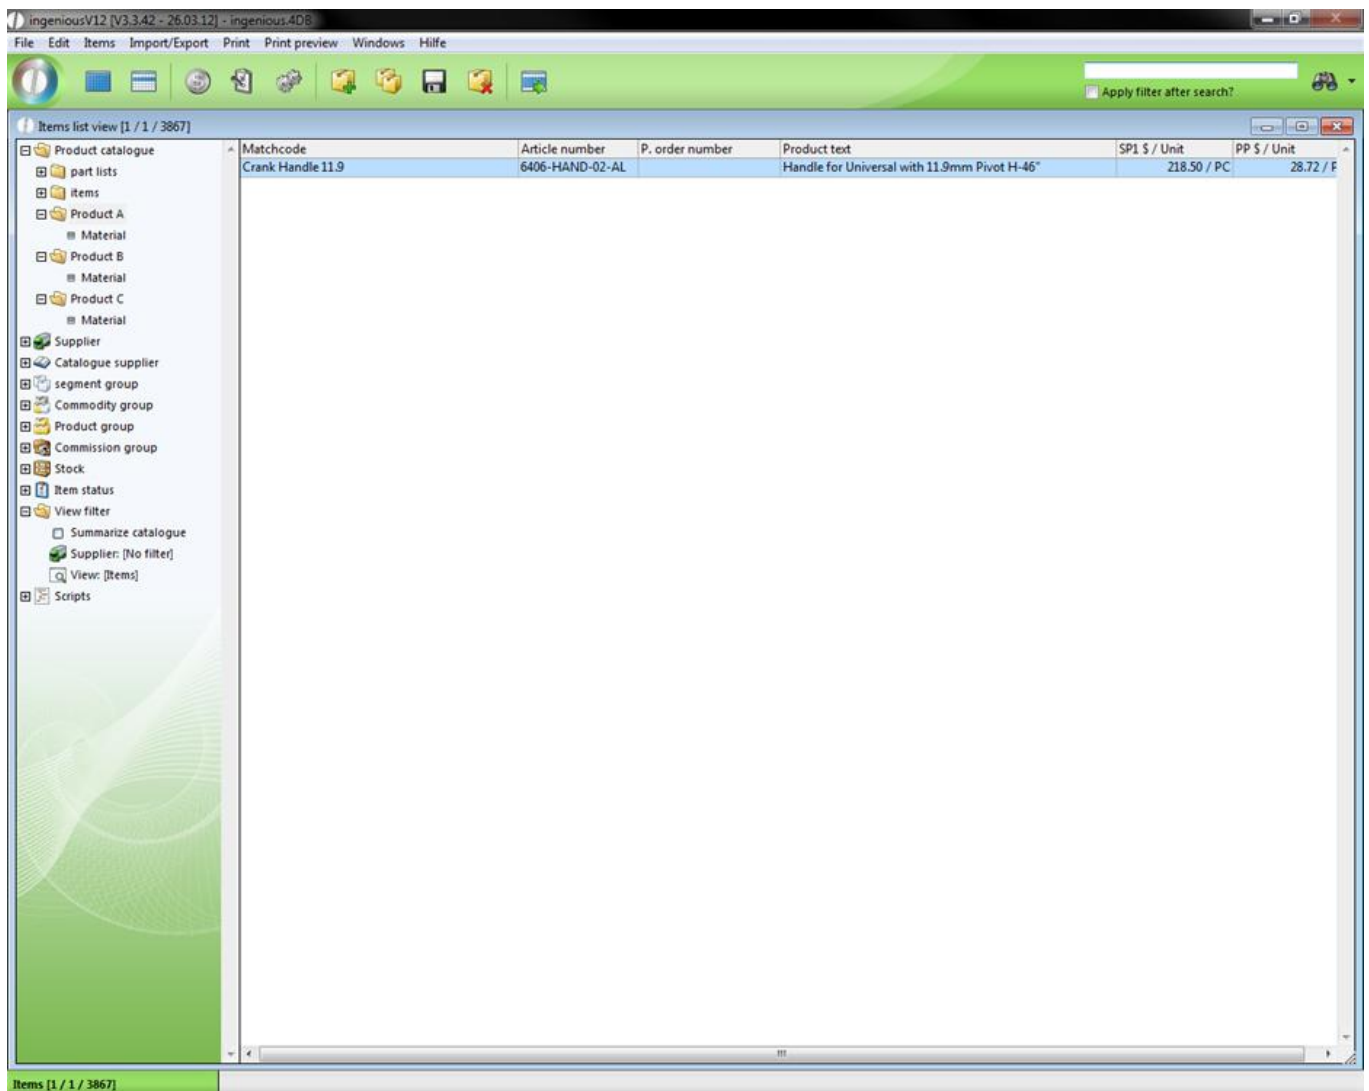 ingeniousV12 [V3.3.42 - 26.03.12] - ingenious.4DB
File Edit Items Import/Export Print Print preview Windows Hilfe
Apply filter after search?
Items list view [1 / 1 / 3867]
Matchcode Article number P. order number Product text SP1 $ / Unit PP $ / Unit
Crank Handle 11.9 6406-HAND-02-AL Handle for Universal with 11.9mm Pivot H-46" 218.50 / PC 28.72 / P
Product catalogue
part lists
items
Product A
Material
Product B
Material
Product C
Material
Supplier
Catalogue supplier
segment group
Commodity group
Product group
Commission group
Stock
Item status
View filter
Summarize catalogue
Supplier: [No filter]
View: [Items]
Scripts
Items [1 / 1 / 3867]